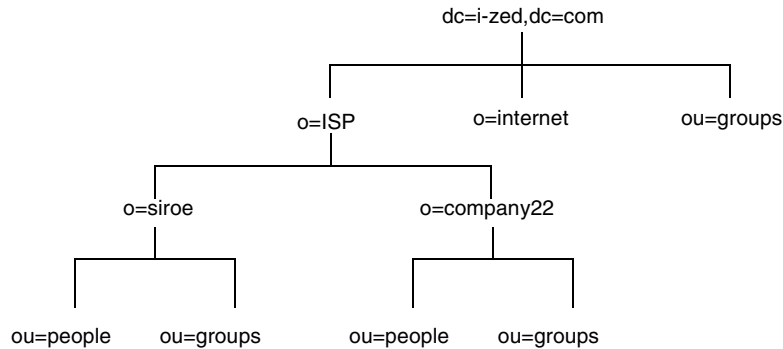 dc=i-zed,dc=com
o=ISP
o=internet
ou=groups
o=siroe
o=company22
ou=people
ou=groups
ou=people
ou=groups